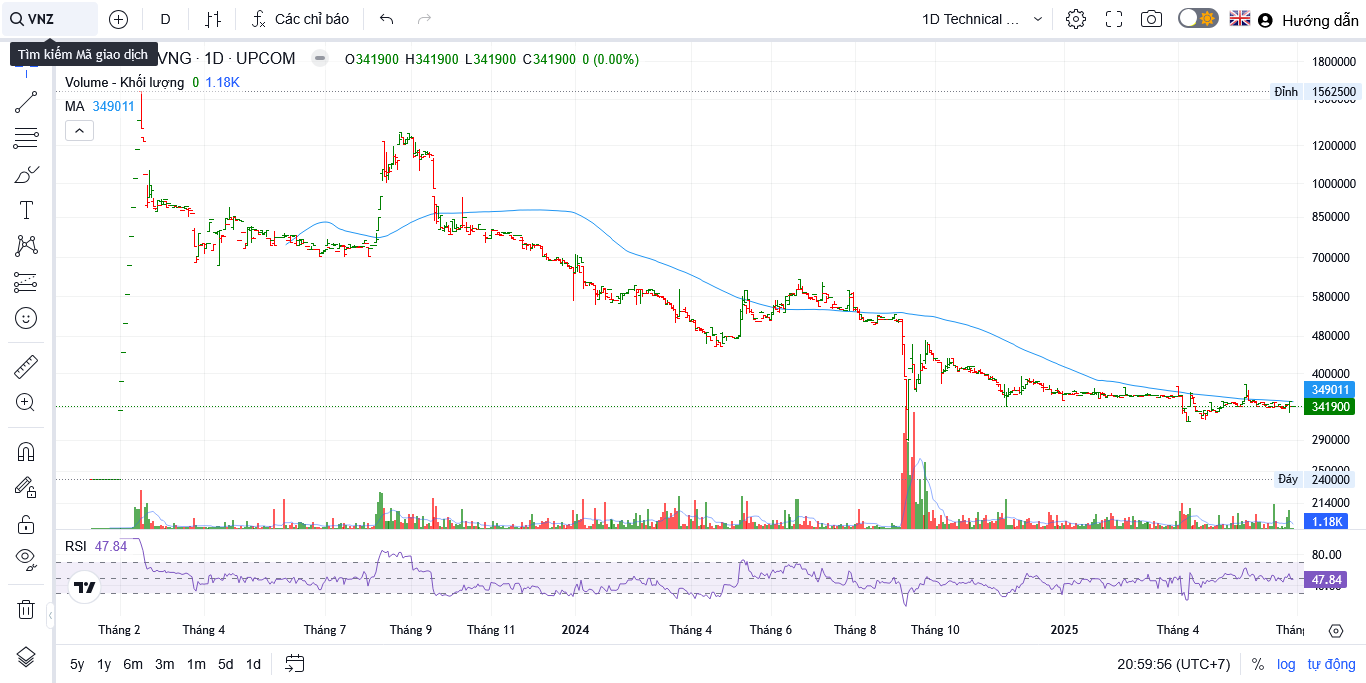 VNZ
D
Các chỉ báo
1D Technical ...
Hướng dẫn
Tìm kiếm Mã giao dịch
VNG · 1D · UPCOM
O341900 H341900 L341900 C341900 0 (0.00%)
Volume - Khối lượng 0 1.18K
MA 349011
1800000
Đỉnh 1562500
1200000
1000000
850000
700000
580000
480000
400000
349011
341900
290000
250000
Đáy 240000
214000
1.18K
RSI 47.84
80.00
47.84
Tháng 2 Tháng 4 Tháng 7 Tháng 9 Tháng 11 2024 Tháng 4 Tháng 6 Tháng 8 Tháng 10 2025 Tháng 4
5y 1y 6m 3m 1m 5d 1d
20:59:56 (UTC+7) % log tự động